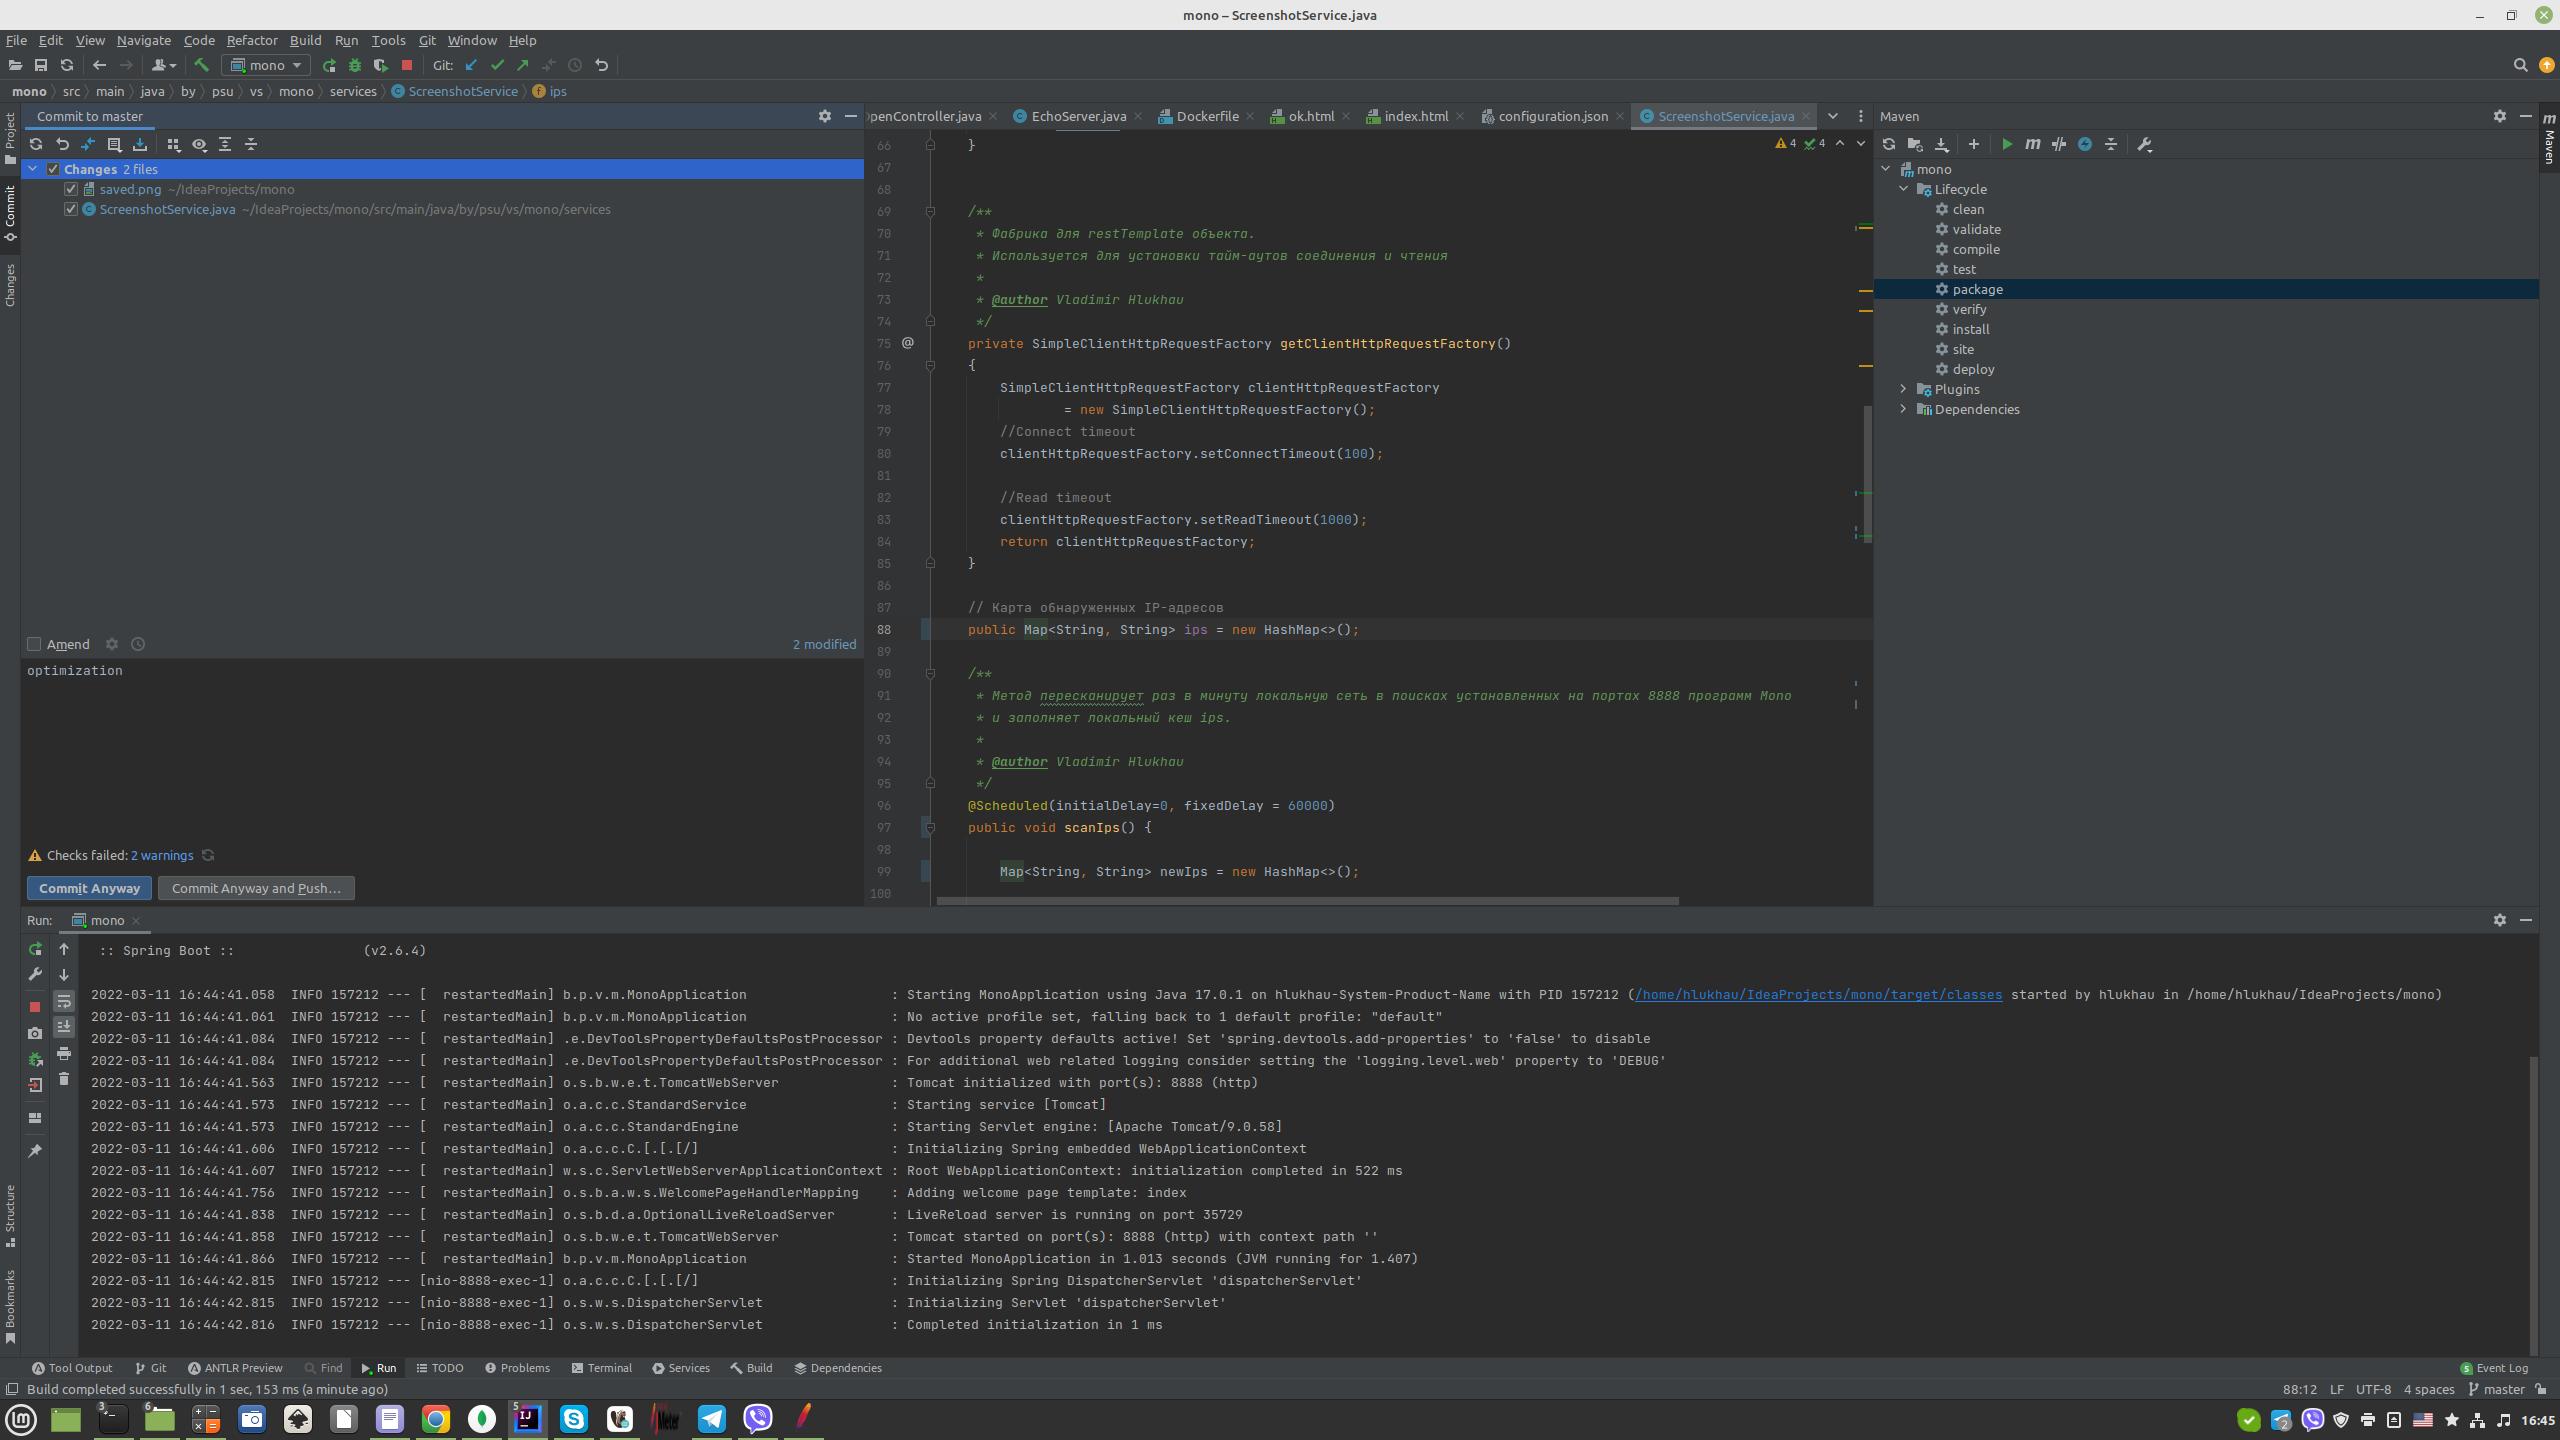 mono – ScreenshotService.java
File Edit View Navigate Code Refactor Build Run Tools Git Window Help
mono Git:
mono src main java by psu vs mono services ScreenshotService ips
Project
Commit
Changes
Structure
Bookmarks
Commit to master
Changes 2 files
saved.png ~/IdeaProjects/mono
ScreenshotService.java ~/IdeaProjects/mono/src/main/java/by/psu/vs/mono/services
Amend 2 modified
optimization
Checks failed: 2 warnings
Commit Anyway Commit Anyway and Push...
penController.java EchoServer.java Dockerfile ok.html index.html configuration.json ScreenshotService.java
4 4
66 }
67
68
69 /**
70 * Фабрика для restTemplate объекта.
71 * Используется для установки тайм-аутов соединения и чтения
72 *
73 * @author Vladimir Hlukhau
74 */
75 @ private SimpleClientHttpRequestFactory getClientHttpRequestFactory()
76 {
77 SimpleClientHttpRequestFactory clientHttpRequestFactory
78 = new SimpleClientHttpRequestFactory();
79 //Connect timeout
80 clientHttpRequestFactory.setConnectTimeout(100);
81
82 //Read timeout
83 clientHttpRequestFactory.setReadTimeout(1000);
84 return clientHttpRequestFactory;
85 }
86
87 // Карта обнаруженных IP-адресов
88 public Map<String, String> ips = new HashMap<>();
89
90 /**
91 * Метод пересканирует раз в минуту локальную сеть в поисках установленных на портах 8888 программ Mono
92 * и заполняет локальный кеш ips.
93 *
94 * @author Vladimir Hlukhau
95 */
96 @Scheduled(initialDelay=0, fixedDelay = 60000)
97 public void scanIps() {
98
99 Map<String, String> newIps = new HashMap<>();
100
Maven
mono
Lifecycle
clean
validate
compile
test
package
verify
install
site
deploy
Plugins
Dependencies
Maven
Run: mono
:: Spring Boot :: (v2.6.4)
2022-03-11 16:44:41.058 INFO 157212 --- [ restartedMain] b.p.v.m.MonoApplication : Starting MonoApplication using Java 17.0.1 on hlukhau-System-Product-Name with PID 157212 (/home/hlukhau/IdeaProjects/mono/target/classes started by hlukhau in /home/hlukhau/IdeaProjects/mono)
2022-03-11 16:44:41.061 INFO 157212 --- [ restartedMain] b.p.v.m.MonoApplication : No active profile set, falling back to 1 default profile: "default"
2022-03-11 16:44:41.084 INFO 157212 --- [ restartedMain] .e.DevToolsPropertyDefaultsPostProcessor : Devtools property defaults active! Set 'spring.devtools.add-properties' to 'false' to disable
2022-03-11 16:44:41.084 INFO 157212 --- [ restartedMain] .e.DevToolsPropertyDefaultsPostProcessor : For additional web related logging consider setting the 'logging.level.web' property to 'DEBUG'
2022-03-11 16:44:41.563 INFO 157212 --- [ restartedMain] o.s.b.w.e.t.TomcatWebServer : Tomcat initialized with port(s): 8888 (http)
2022-03-11 16:44:41.573 INFO 157212 --- [ restartedMain] o.a.c.c.StandardService : Starting service [Tomcat]
2022-03-11 16:44:41.573 INFO 157212 --- [ restartedMain] o.a.c.c.StandardEngine : Starting Servlet engine: [Apache Tomcat/9.0.58]
2022-03-11 16:44:41.606 INFO 157212 --- [ restartedMain] o.a.c.c.C.[.[.[/] : Initializing Spring embedded WebApplicationContext
2022-03-11 16:44:41.607 INFO 157212 --- [ restartedMain] w.s.c.ServletWebServerApplicationContext : Root WebApplicationContext: initialization completed in 522 ms
2022-03-11 16:44:41.756 INFO 157212 --- [ restartedMain] o.s.b.a.w.s.WelcomePageHandlerMapping : Adding welcome page template: index
2022-03-11 16:44:41.838 INFO 157212 --- [ restartedMain] o.s.b.d.a.OptionalLiveReloadServer : LiveReload server is running on port 35729
2022-03-11 16:44:41.858 INFO 157212 --- [ restartedMain] o.s.b.w.e.t.TomcatWebServer : Tomcat started on port(s): 8888 (http) with context path ''
2022-03-11 16:44:41.866 INFO 157212 --- [ restartedMain] b.p.v.m.MonoApplication : Started MonoApplication in 1.013 seconds (JVM running for 1.407)
2022-03-11 16:44:42.815 INFO 157212 --- [nio-8888-exec-1] o.a.c.c.C.[.[.[/] : Initializing Spring DispatcherServlet 'dispatcherServlet'
2022-03-11 16:44:42.815 INFO 157212 --- [nio-8888-exec-1] o.s.w.s.DispatcherServlet : Initializing Servlet 'dispatcherServlet'
2022-03-11 16:44:42.816 INFO 157212 --- [nio-8888-exec-1] o.s.w.s.DispatcherServlet : Completed initialization in 1 ms
Tool Output Git ANTLR Preview Find Run TODO Problems Terminal Services Build Dependencies 5 Event Log
Build completed successfully in 1 sec, 153 ms (a minute ago) 88:12 LF UTF-8 4 spaces master
3 6 5 IJ Meter 2 16:45